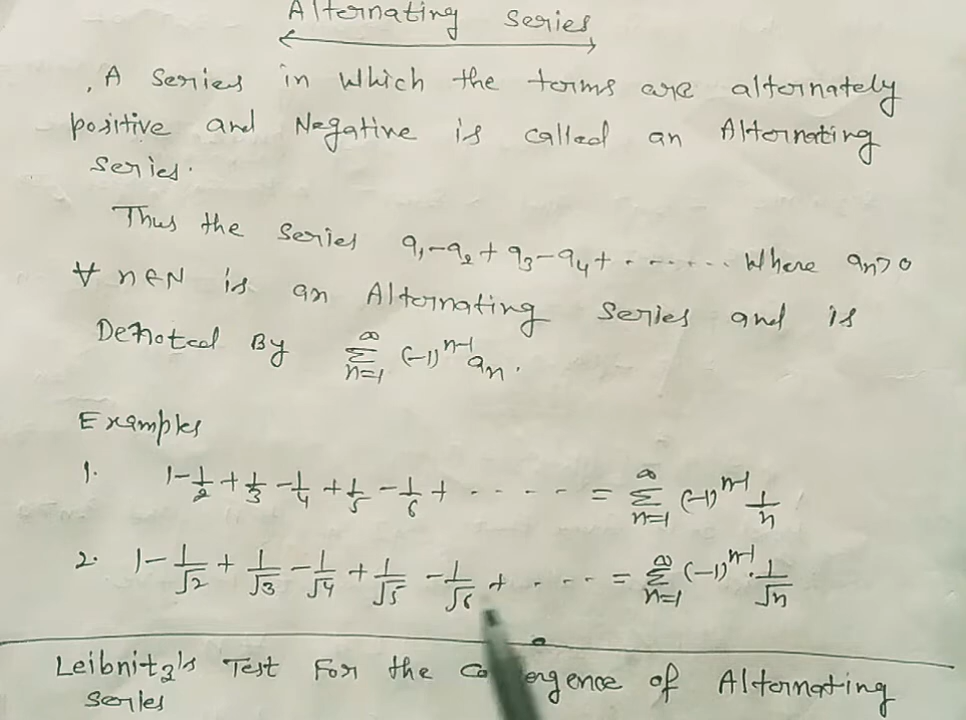 Alternating Series
A Series in which the terms are alternately
positive and Negative is called an Alternating
Series.
Thus the Series a₁-a₂+a₃-a₄+....... Where aₙ>0
∀ n∈N is an Alternating Series and is
Denoted By ∑_{n=1}^{∞} (-1)^{n-1} aₙ.
Examples
1. 1-1/2+1/3-1/4+1/5-1/6+ ..... = ∑_{n=1}^{∞} (-1)^{n-1} 1/n
2. 1-1/√2+1/√3-1/√4+1/√5-1/√6+ .... = ∑_{n=1}^{∞} (-1)^{n-1}.1/√n
Leibnitz's Test For the of Alternating
Series